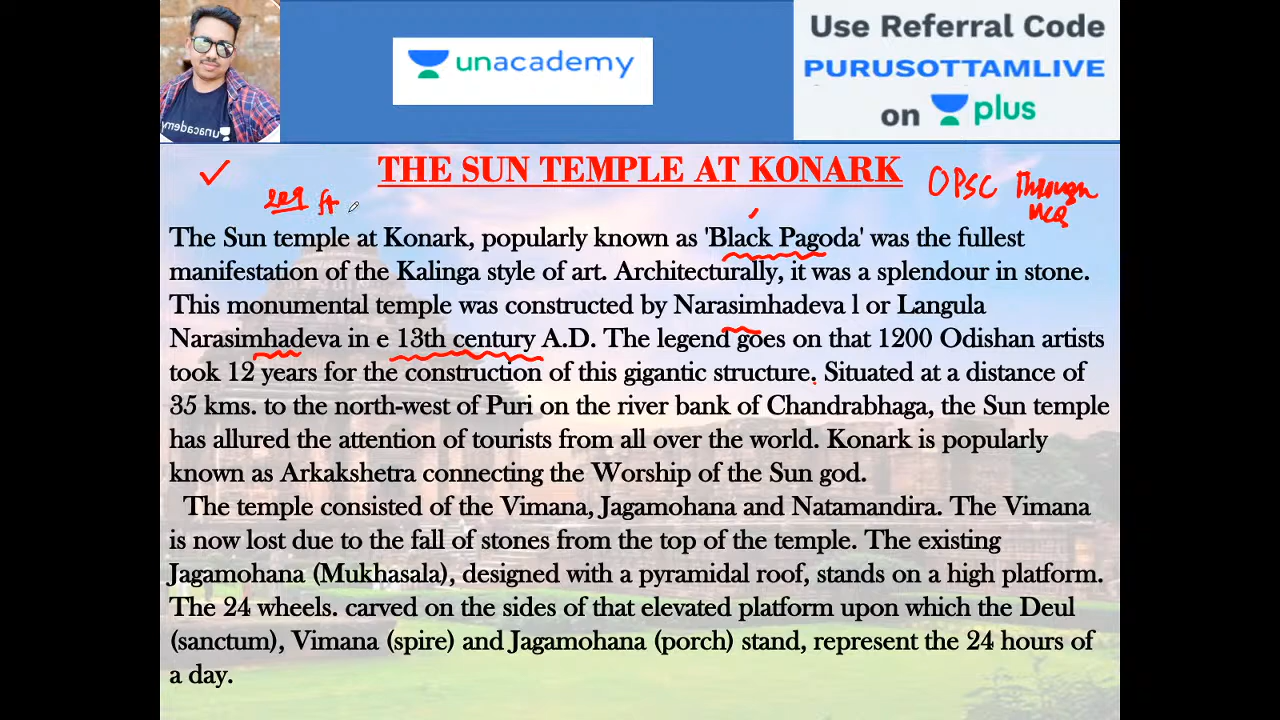 unacademy
unacademy
Use Referral Code
PURUSOTTAMLIVE
on plus
THE SUN TEMPLE AT KONARK
OPSC Through
MCQ
ft
The Sun temple at Konark, popularly known as 'Black Pagoda' was the fullest
manifestation of the Kalinga style of art. Architecturally, it was a splendour in stone.
This monumental temple was constructed by Narasimhadeva l or Langula
Narasimhadeva in e 13th century A.D. The legend goes on that 1200 Odishan artists
took 12 years for the construction of this gigantic structure. Situated at a distance of
35 kms. to the north-west of Puri on the river bank of Chandrabhaga, the Sun temple
has allured the attention of tourists from all over the world. Konark is popularly
known as Arkakshetra connecting the Worship of the Sun god.
The temple consisted of the Vimana, Jagamohana and Natamandira. The Vimana
is now lost due to the fall of stones from the top of the temple. The existing
Jagamohana (Mukhasala), designed with a pyramidal roof, stands on a high platform.
The 24 wheels. carved on the sides of that elevated platform upon which the Deul
(sanctum), Vimana (spire) and Jagamohana (porch) stand, represent the 24 hours of
a day.